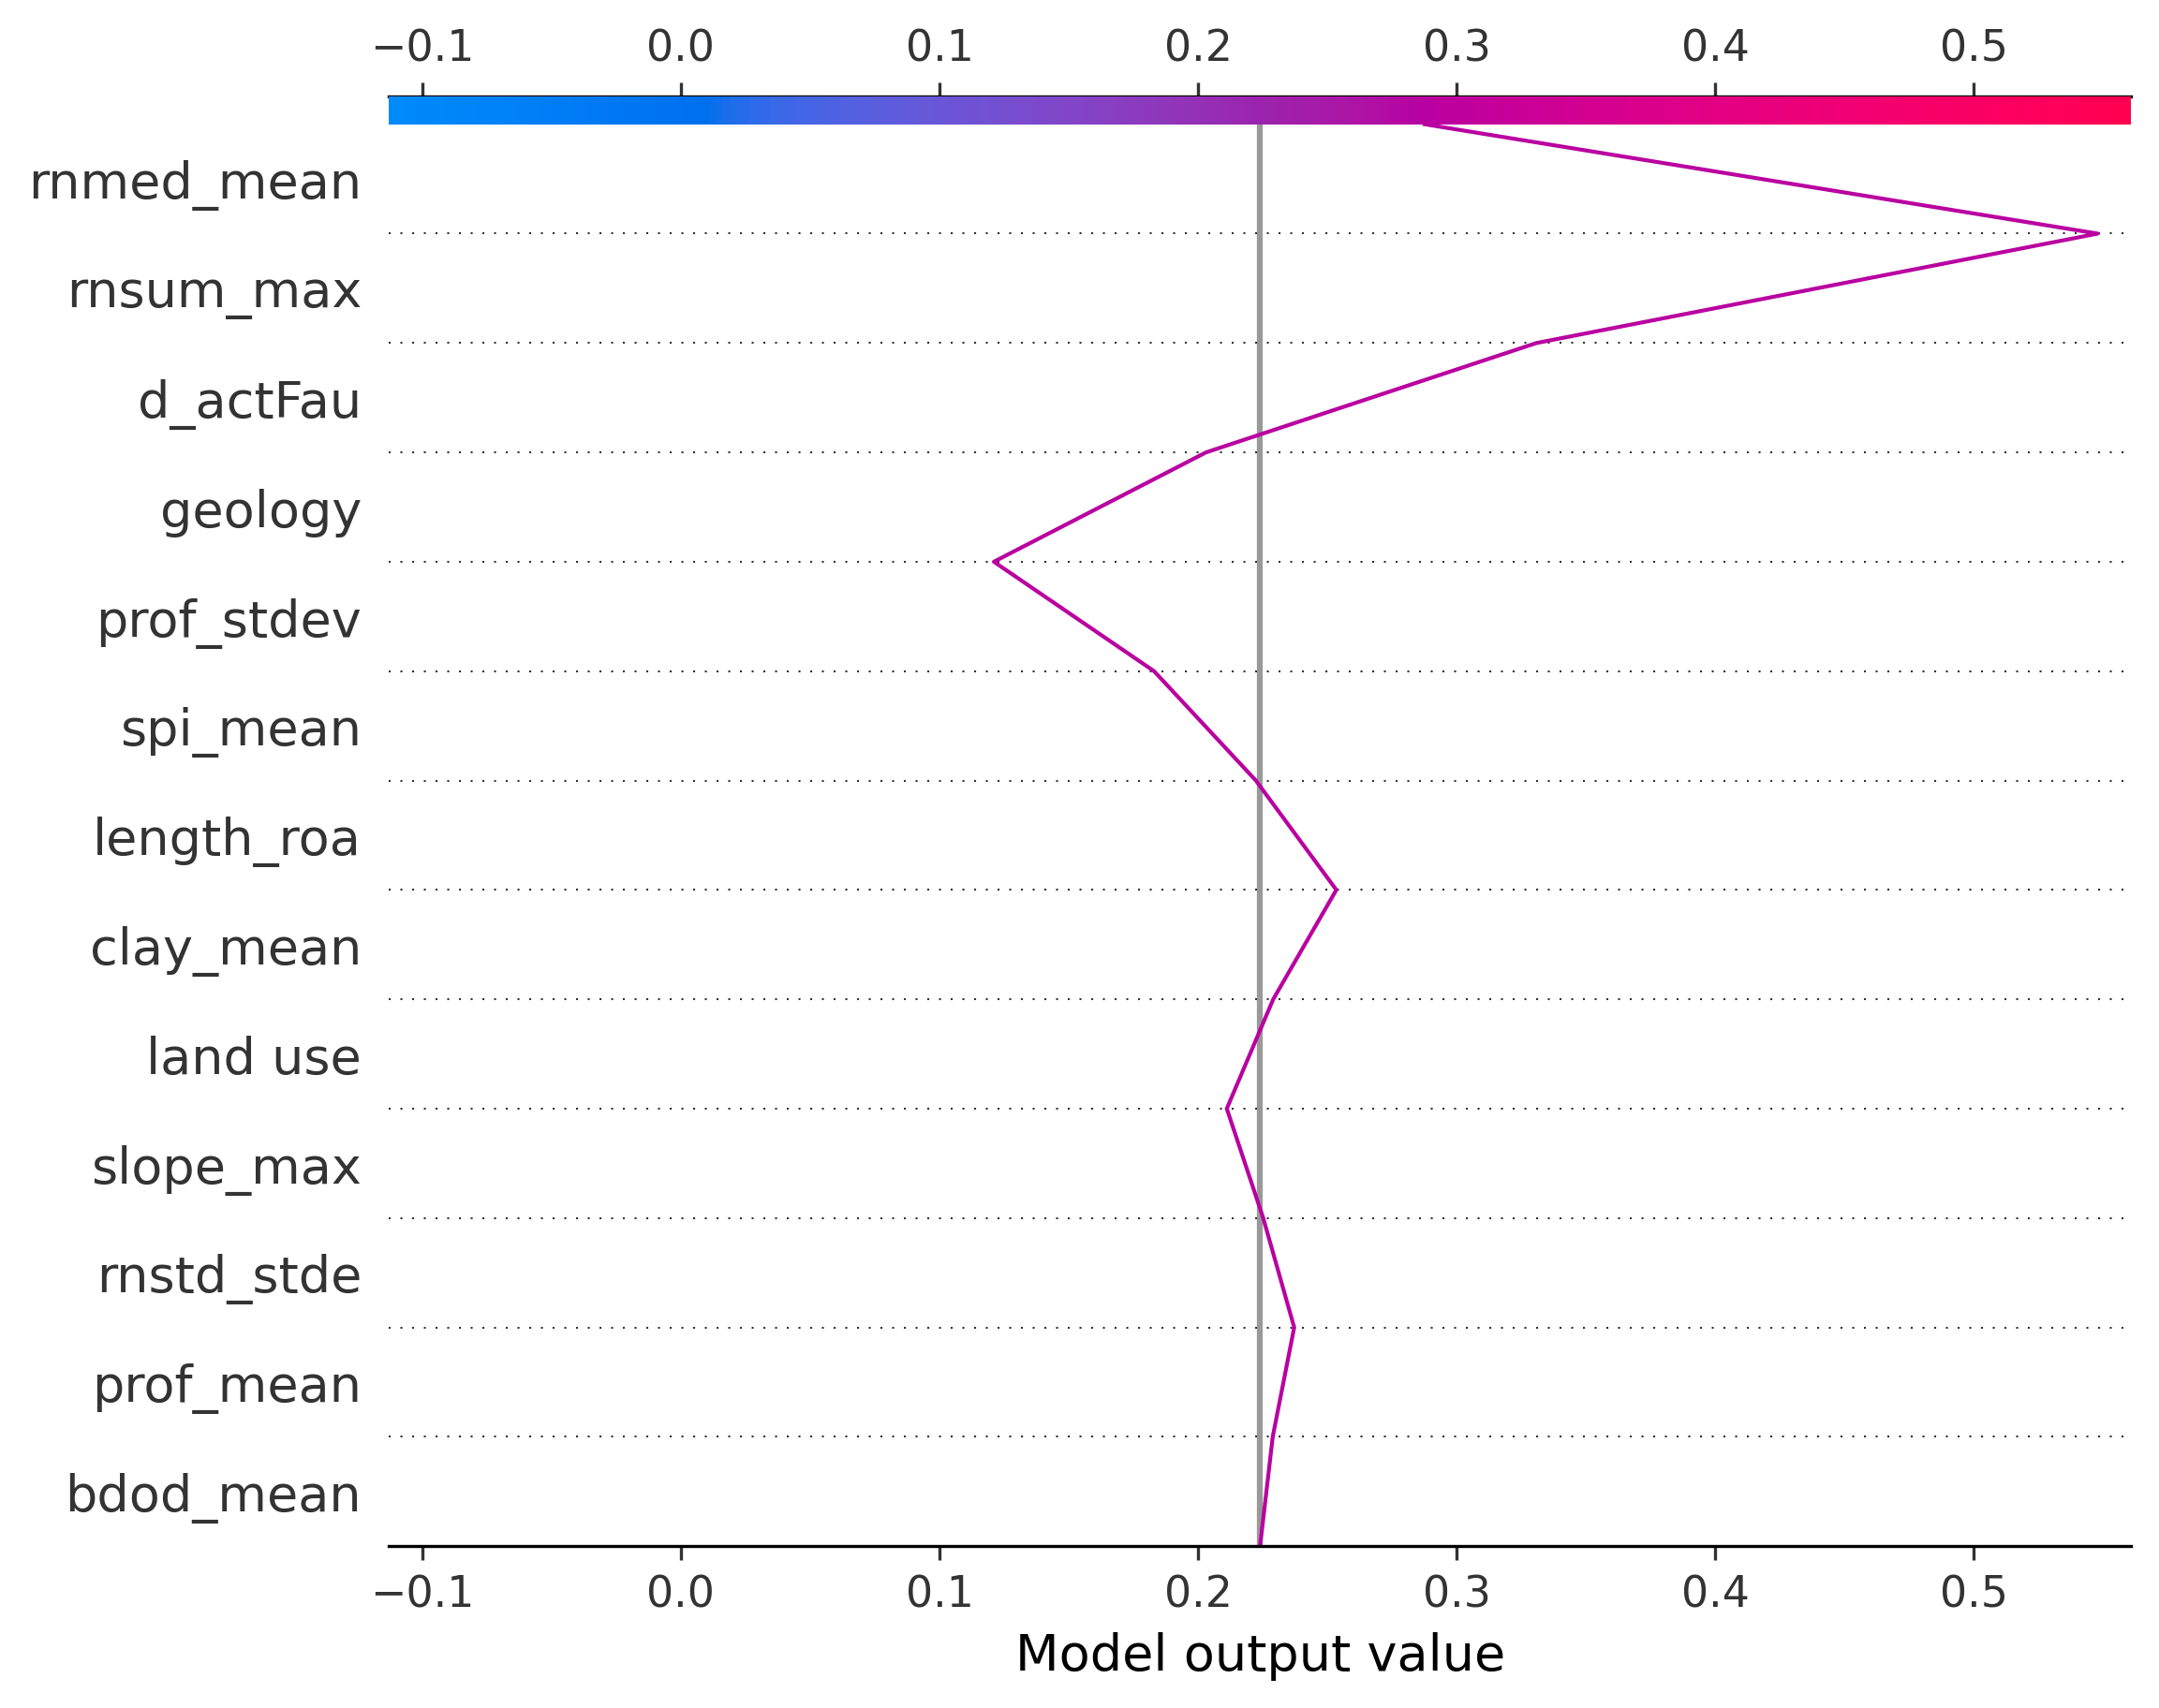 −0.1 0.0 0.1 0.2 0.3 0.4 0.5
rnmed_mean
rnsum_max
d_actFau
geology
prof_stdev
spi_mean
length_roa
clay_mean
land use
slope_max
rnstd_stde
prof_mean
bdod_mean
−0.1 0.0 0.1 0.2 0.3 0.4 0.5
Model output value